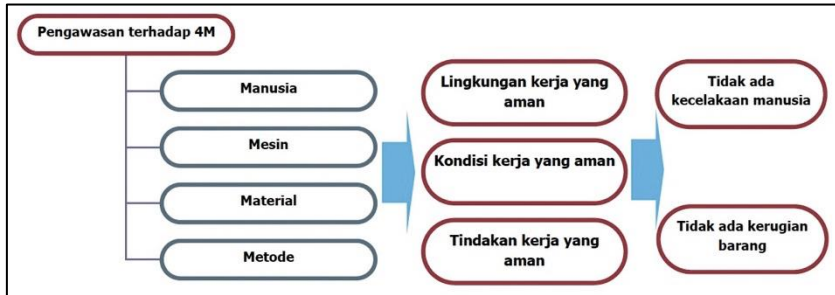 Pengawasan terhadap 4M
Manusia
Mesin
Material
Metode
Lingkungan kerja yang
aman
Kondisi kerja yang aman
Tindakan kerja yang
aman
Tidak ada
kecelakaan manusia
Tidak ada kerugian
barang